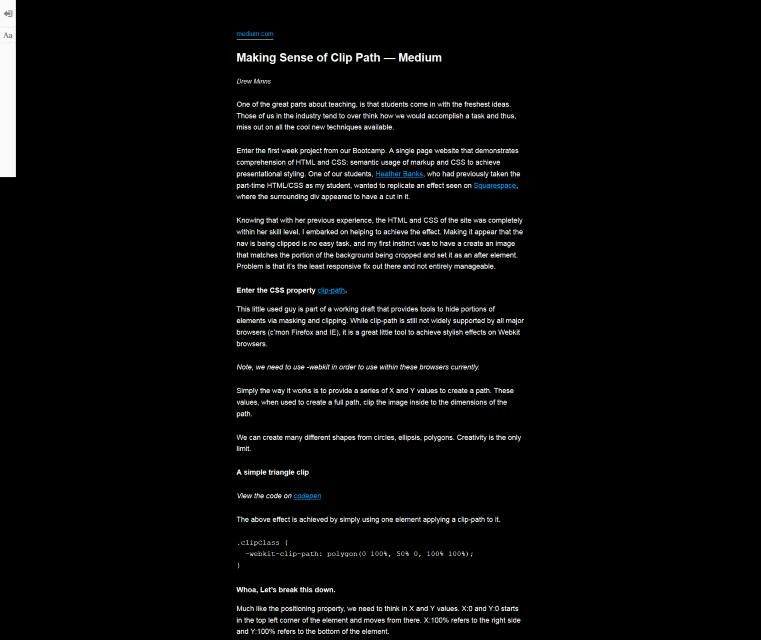 medium.com
Aa
Making Sense of Clip Path — Medium
Drew Minns
One of the great parts about teaching, is that students come in with the freshest ideas.
Those of us in the industry tend to over think how we would accomplish a task and thus,
miss out on all the cool new techniques available.
Enter the first week project from our Bootcamp. A single page website that demonstrates
comprehension of HTML and CSS: semantic usage of markup and CSS to achieve
presentational styling. One of our students, Heather Banks, who had previously taken the
part-time HTML/CSS as my student, wanted to replicate an effect seen on Squarespace,
where the surrounding div appeared to have a cut in it.
Knowing that with her previous experience, the HTML and CSS of the site was completely
within her skill level, I embarked on helping to achieve the effect. Making it appear that the
nav is being clipped is no easy task, and my first instinct was to have a create an image
that matches the portion of the background being cropped and set it as an after element.
Problem is that it's the least responsive fix out there and not entirely manageable.
Enter the CSS property clip-path.
This little used guy is part of a working draft that provides tools to hide portions of
elements via masking and clipping. While clip-path is still not widely supported by all major
browsers (c'mon Firefox and IE), it is a great little tool to achieve stylish effects on Webkit
browsers.
Note, we need to use -webkit in order to use within these browsers currently.
Simply the way it works is to provide a series of X and Y values to create a path. These
values, when used to create a full path, clip the image inside to the dimensions of the
path.
We can create many different shapes from circles, ellipsis, polygons. Creativity is the only
limit.
A simple triangle clip
View the code on codepen
The above effect is achieved by simply using one element applying a clip-path to it.
.clipClass {
-webkit-clip-path: polygon(0 100%, 50% 0, 100% 100%);
}
Whoa, Let's break this down.
Much like the positioning property, we need to think in X and Y values. X:0 and Y:0 starts
in the top left corner of the element and moves from there. X:100% refers to the right side
and Y:100% refers to the bottom of the element.